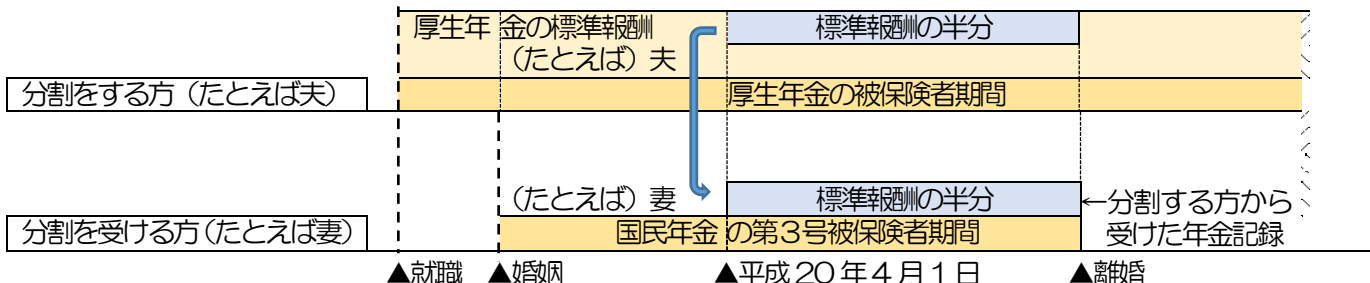 厚生年金の標準報酬
(たとえば)夫
標準報酬の半分
分割をする方(たとえば夫)
厚生年金の被保険者期間
(たとえば)妻
標準報酬の半分
←分割する方から
受けた年金記録
分割を受ける方(たとえば妻)
国民年金の第3号被保険者期間
▲就職
▲婚姻
▲平成20年4月1日
▲離婚